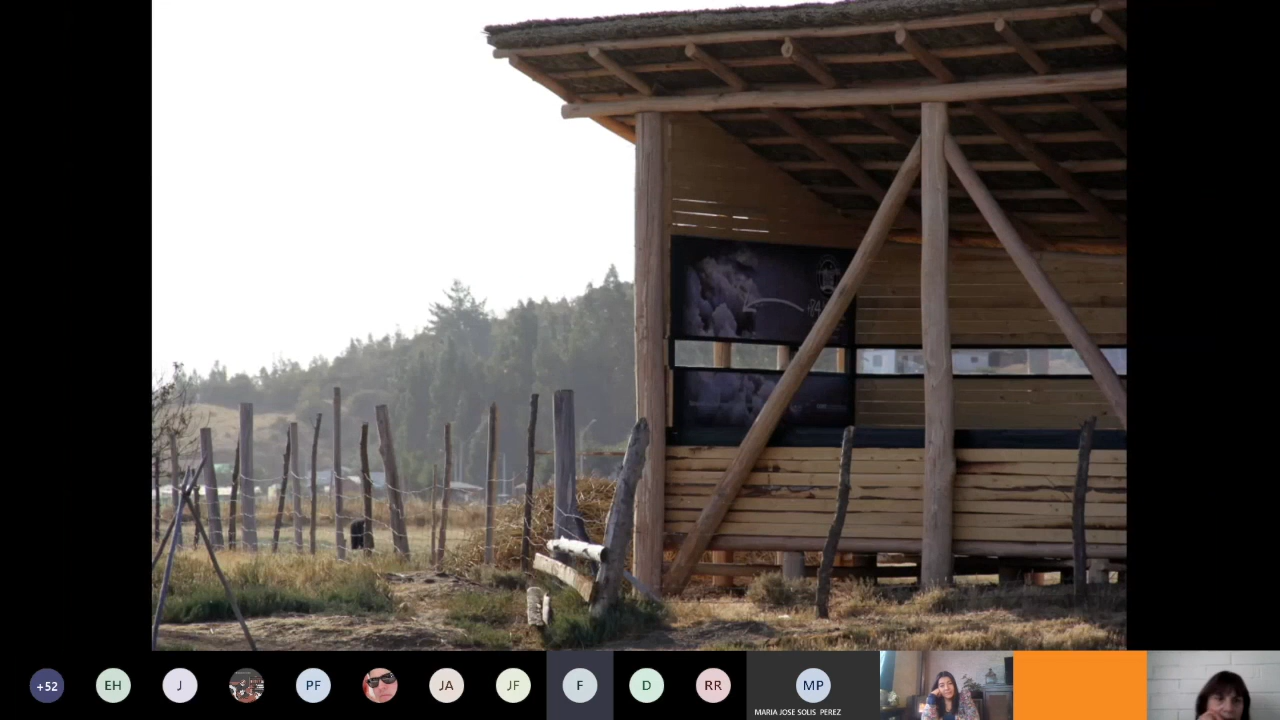 +52
EH
J
PF
JA
JF
F
D
RR
MP
MARIA JOSE SOLIS PEREZ